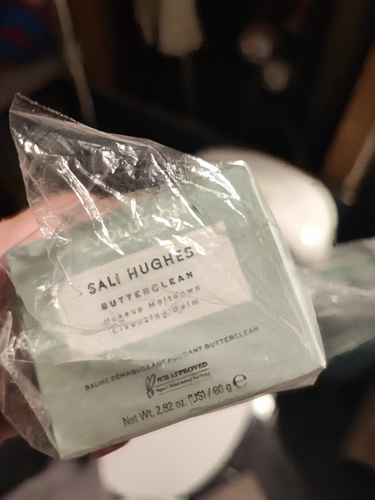 SALI HUGHES
BUTTERCLEAN
Makeup Meltdown
Cleansing Balm
BAUME DÉMAQUILLANT FONDANT BUTTERCLEAN
APPROVED
Net Wt. 2.82 oz. (US) / 80 g ℮